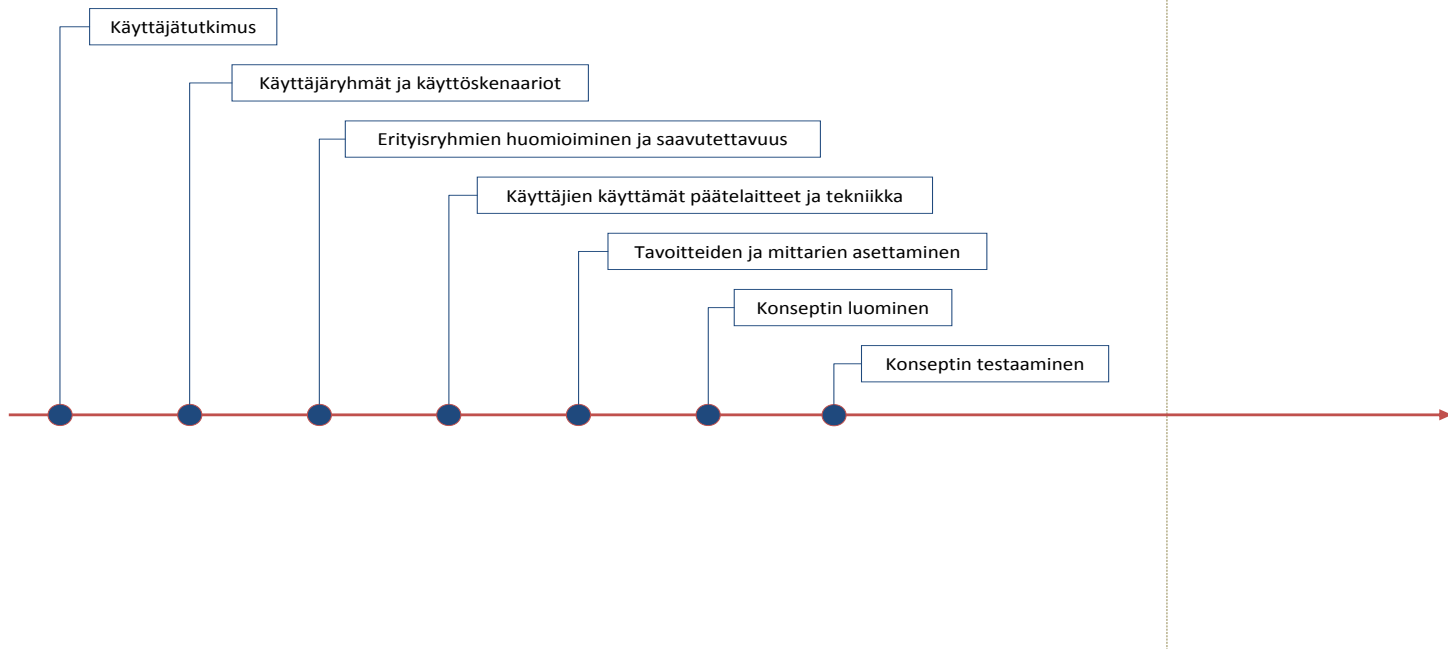 Käyttäjätutkimus
Käyttäjäryhmät ja käyttöskenaariot
Erityisryhmien huomioiminen ja saavutettavuus
Käyttäjien käyttämät päätelaitteet ja tekniikka
Tavoitteiden ja mittarien asettaminen
Konseptin luominen
Konseptin testaaminen